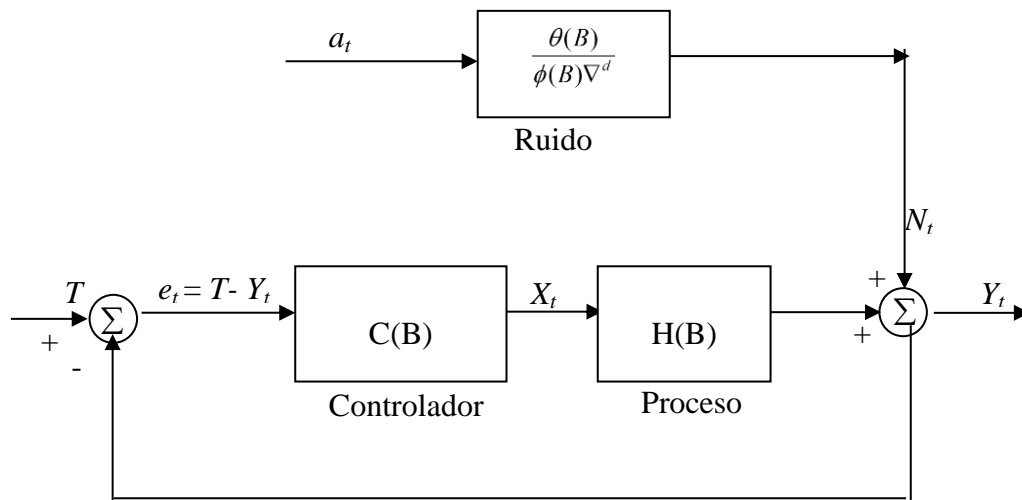 a_t
θ(B)
ϕ(B)∇^d
Ruido
N_t
T
e_t = T- Y_t
X_t
Y_t
+
+
+
-
Σ
C(B)
H(B)
Σ
Controlador
Proceso